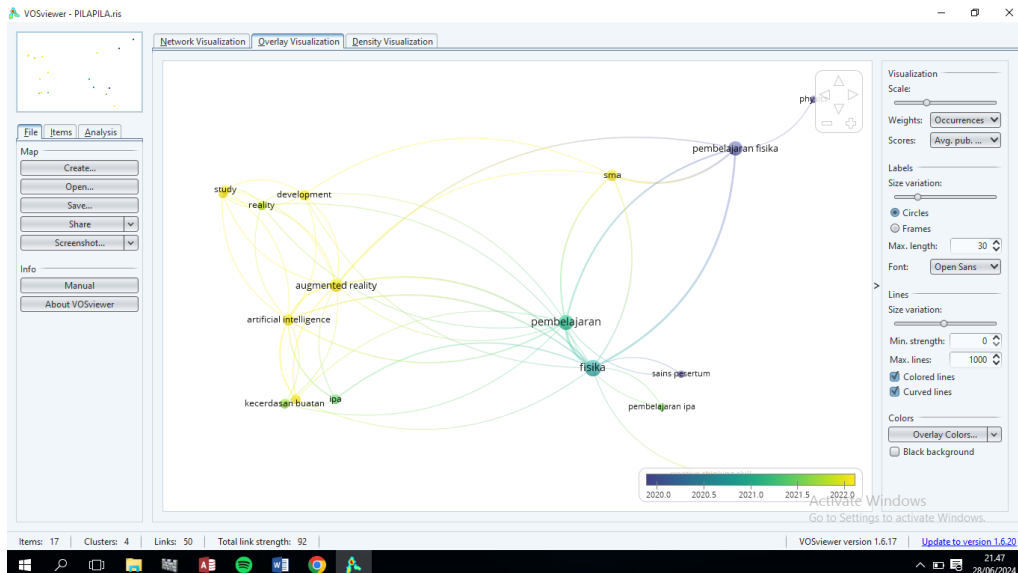 VOSviewer - PILAPILA.ris
Network Visualization
Overlay Visualization
Density Visualization
File
Items
Analysis
Map
Create...
Open...
Save...
Share
Screenshot...
Info
Manual
About VOSviewer
pembelajaran fisika
sma
study
development
reality
augmented reality
artificial intelligence
pembelajaran
fisika
sains
pembelajaran ipa
kecerdasan buatan
ipa
2020.0
2020.5
2021.0
2021.5
2022.0
Visualization
Scale:
Weights:
Occurrences
Scores:
Avg. pub. ...
Labels
Size variation:
Circles
Frames
Max. length:
30
Font:
Open Sans
>
Lines
Size variation:
Min. strength:
0
Max. lines:
1000
Colored lines
Curved lines
Colors
Overlay Colors...
Black background
Activate Windows
Go to Settings to activate Windows.
Items: 17
Clusters: 4
Links: 50
Total link strength: 92
VOSviewer version 1.6.17
Update to version 1.6.20
21.47
28/06/2024